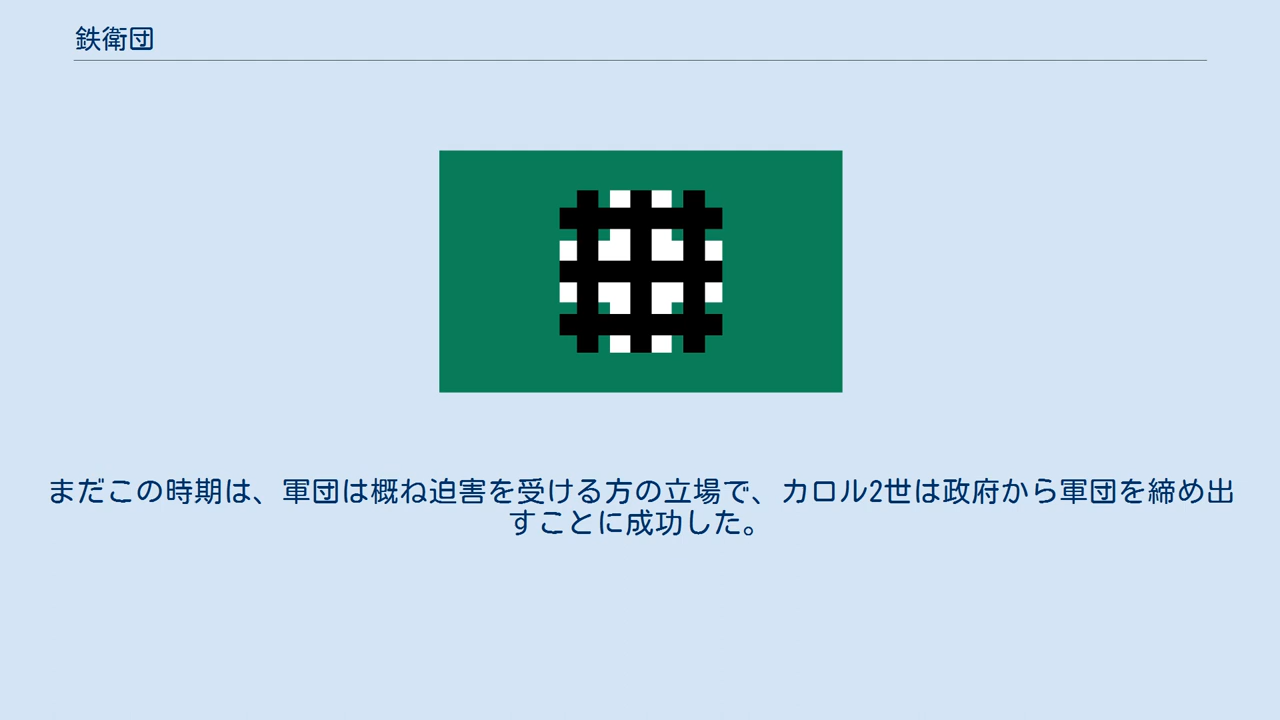 鉄衛団
まだこの時期は、軍団は概ね迫害を受ける方の立場で、カロル2世は政府から軍団を締め出
すことに成功した。